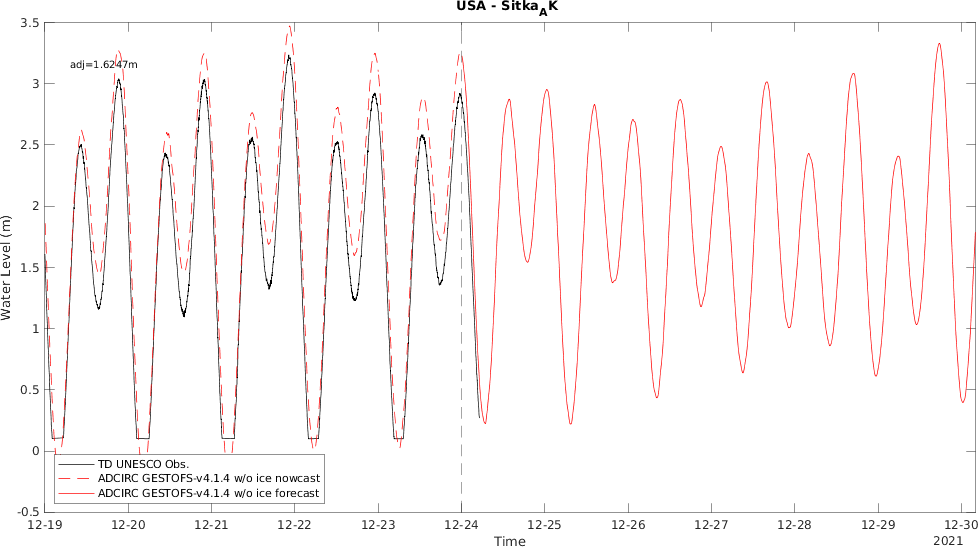 USA - SitkaAK
3.5
adj=1.6247m
3
2.5
2
1.5
1
0.5
0
-0.5
Water Level (m)
TD UNESCO Obs.
ADCIRC GESTOFS-v4.1.4 w/o ice nowcast
ADCIRC GESTOFS-v4.1.4 w/o ice forecast
12-19 12-20 12-21 12-22 12-23 12-24 12-25 12-26 12-27 12-28 12-29 12-30
Time
2021